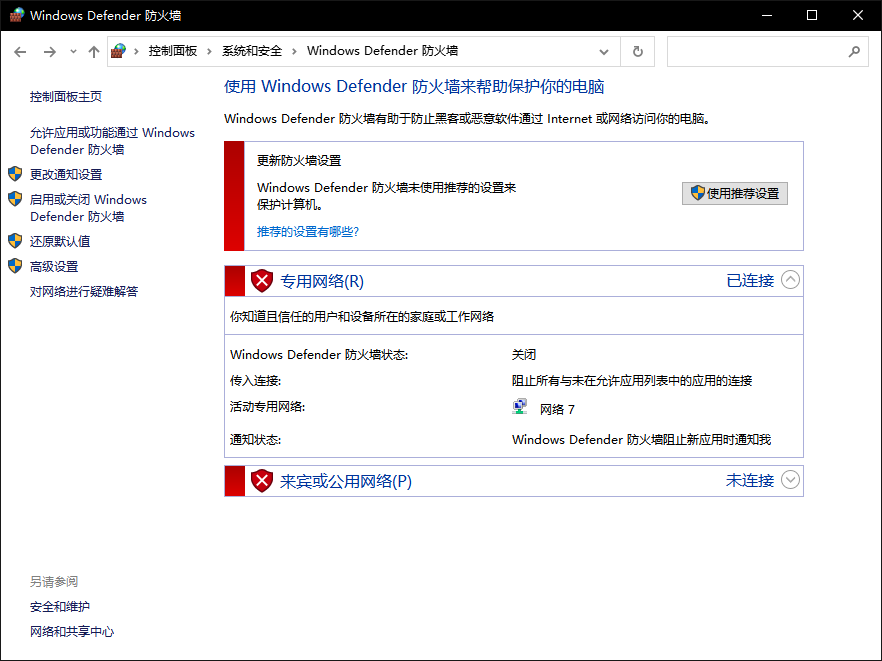 Windows Defender 防火墙
控制面板
系统和安全
Windows Defender 防火墙
控制面板主页
允许应用或功能通过 Windows
Defender 防火墙
更改通知设置
启用或关闭 Windows
Defender 防火墙
还原默认值
高级设置
对网络进行疑难解答
使用 Windows Defender 防火墙来帮助保护你的电脑
Windows Defender 防火墙有助于防止黑客或恶意软件通过 Internet 或网络访问你的电脑。
更新防火墙设置
Windows Defender 防火墙未使用推荐的设置来
保护计算机。
使用推荐设置
推荐的设置有哪些?
专用网络(R) 已连接
你知道且信任的用户和设备所在的家庭或工作网络
Windows Defender 防火墙状态: 关闭
传入连接: 阻止所有与未在允许应用列表中的应用的连接
活动专用网络: 网络 7
通知状态: Windows Defender 防火墙阻止新应用时通知我
来宾或公用网络(P) 未连接
另请参阅
安全和维护
网络和共享中心